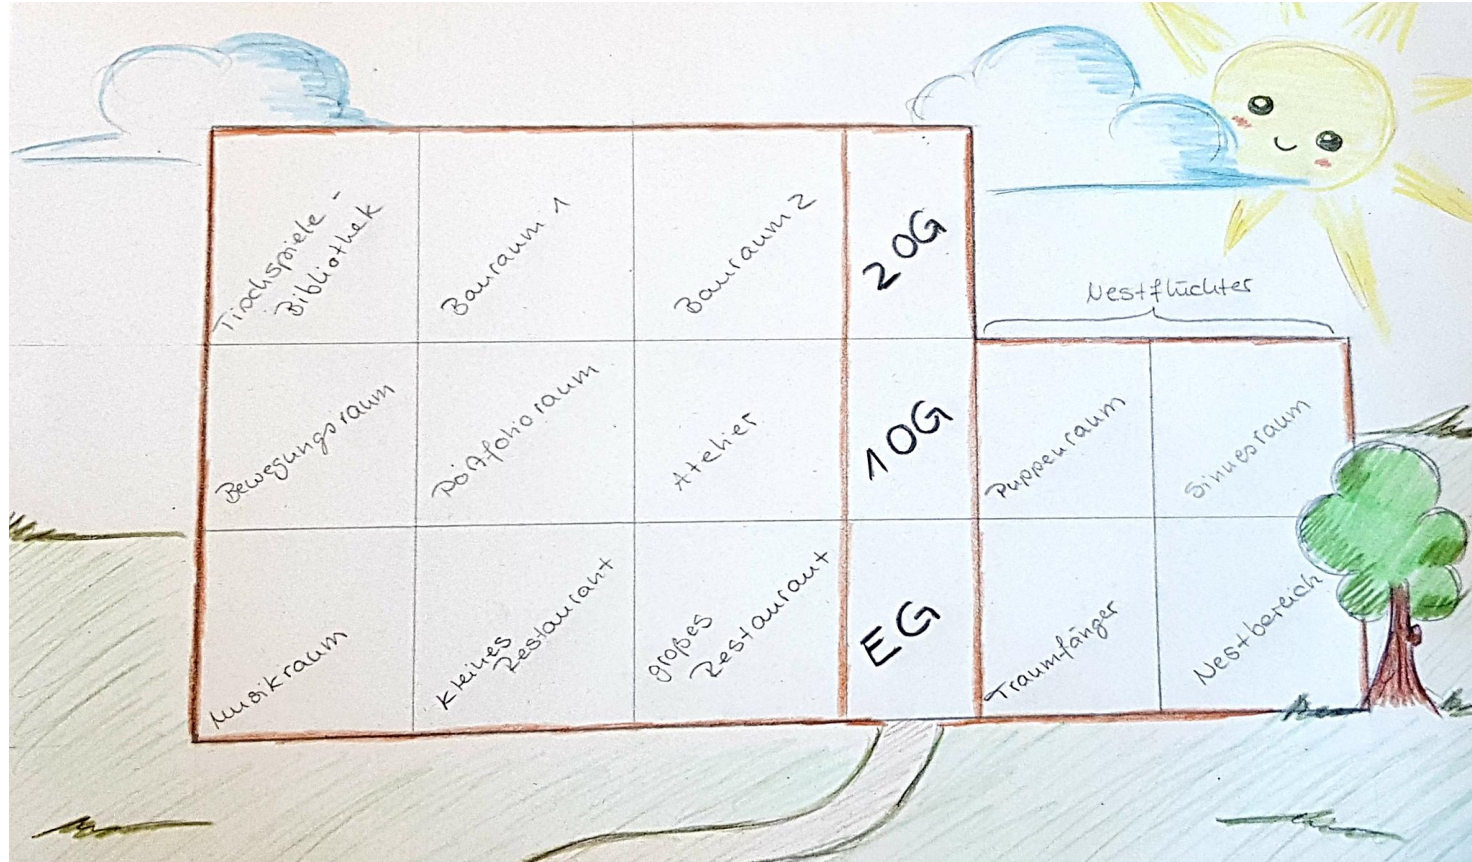 Tischspiele-
Bibliothek
Bauraum 1
Bauraum 2
2OG
Nestflüchter
Bewegungsraum
Portfolioraum
Atelier
1OG
Puppenraum
Sinnesraum
Musikraum
kleines
Restaurant
großes
Restaurant
EG
Traumfänger
Nestbereich